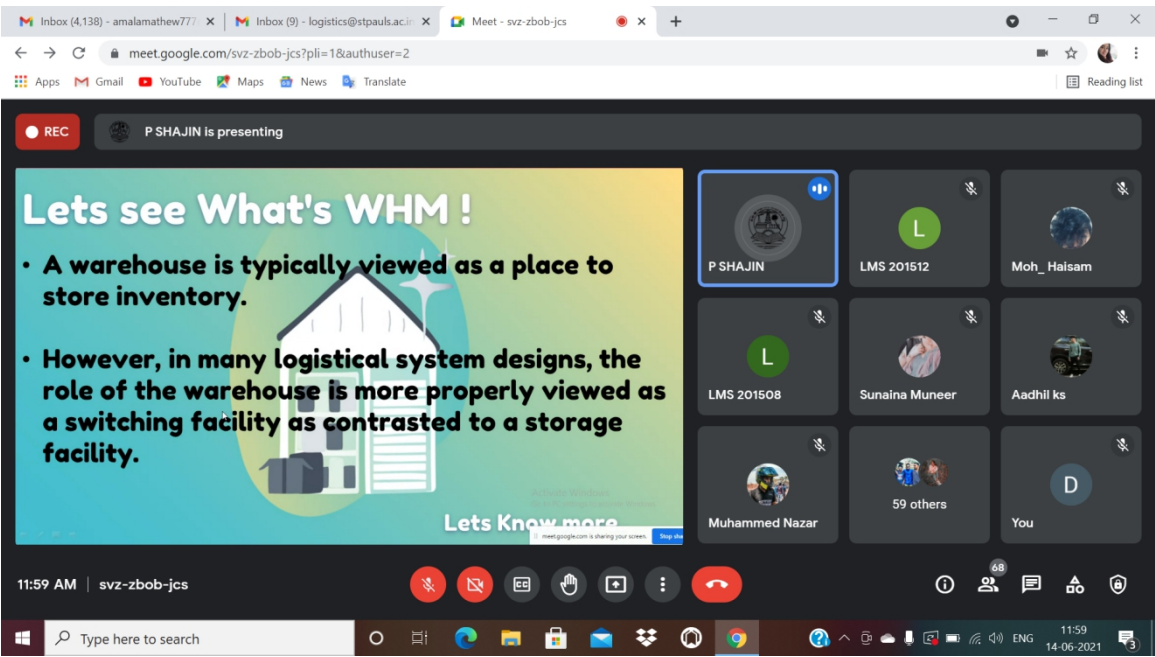 Inbox (4,138) - amalamathew777
Inbox (9) - logistics@stpauls.ac.in
Meet - svz-zbob-jcs
meet.google.com/svz-zbob-jcs?pli=1&authuser=2
Apps Gmail YouTube Maps News Translate Reading list
REC P SHAJIN is presenting
Lets see What's WHM !
• A warehouse is typically viewed as a place to
store inventory.
• However, in many logistical system designs, the
role of the warehouse is more properly viewed as
a switching facility as contrasted to a storage
facility.
Activate Windows
Lets Know more
meet.google.com is sharing your screen. Stop sha
P SHAJIN
L
LMS 201512
Moh_ Haisam
L
LMS 201508
Sunaina Muneer
Aadhil ks
Muhammed Nazar
59 others
D
You
11:59 AM | svz-zbob-jcs
CC
68
Type here to search
ENG
11:59
14-06-2021
3